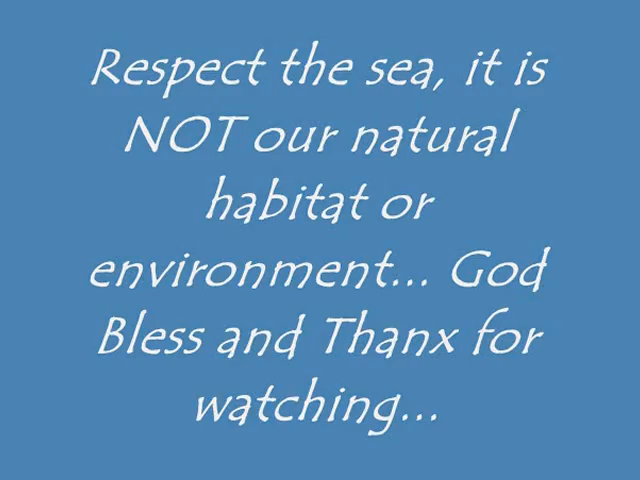 Respect the sea, it is
NOT our natural
habitat or
environment... God
Bless and Thanx for
watching...